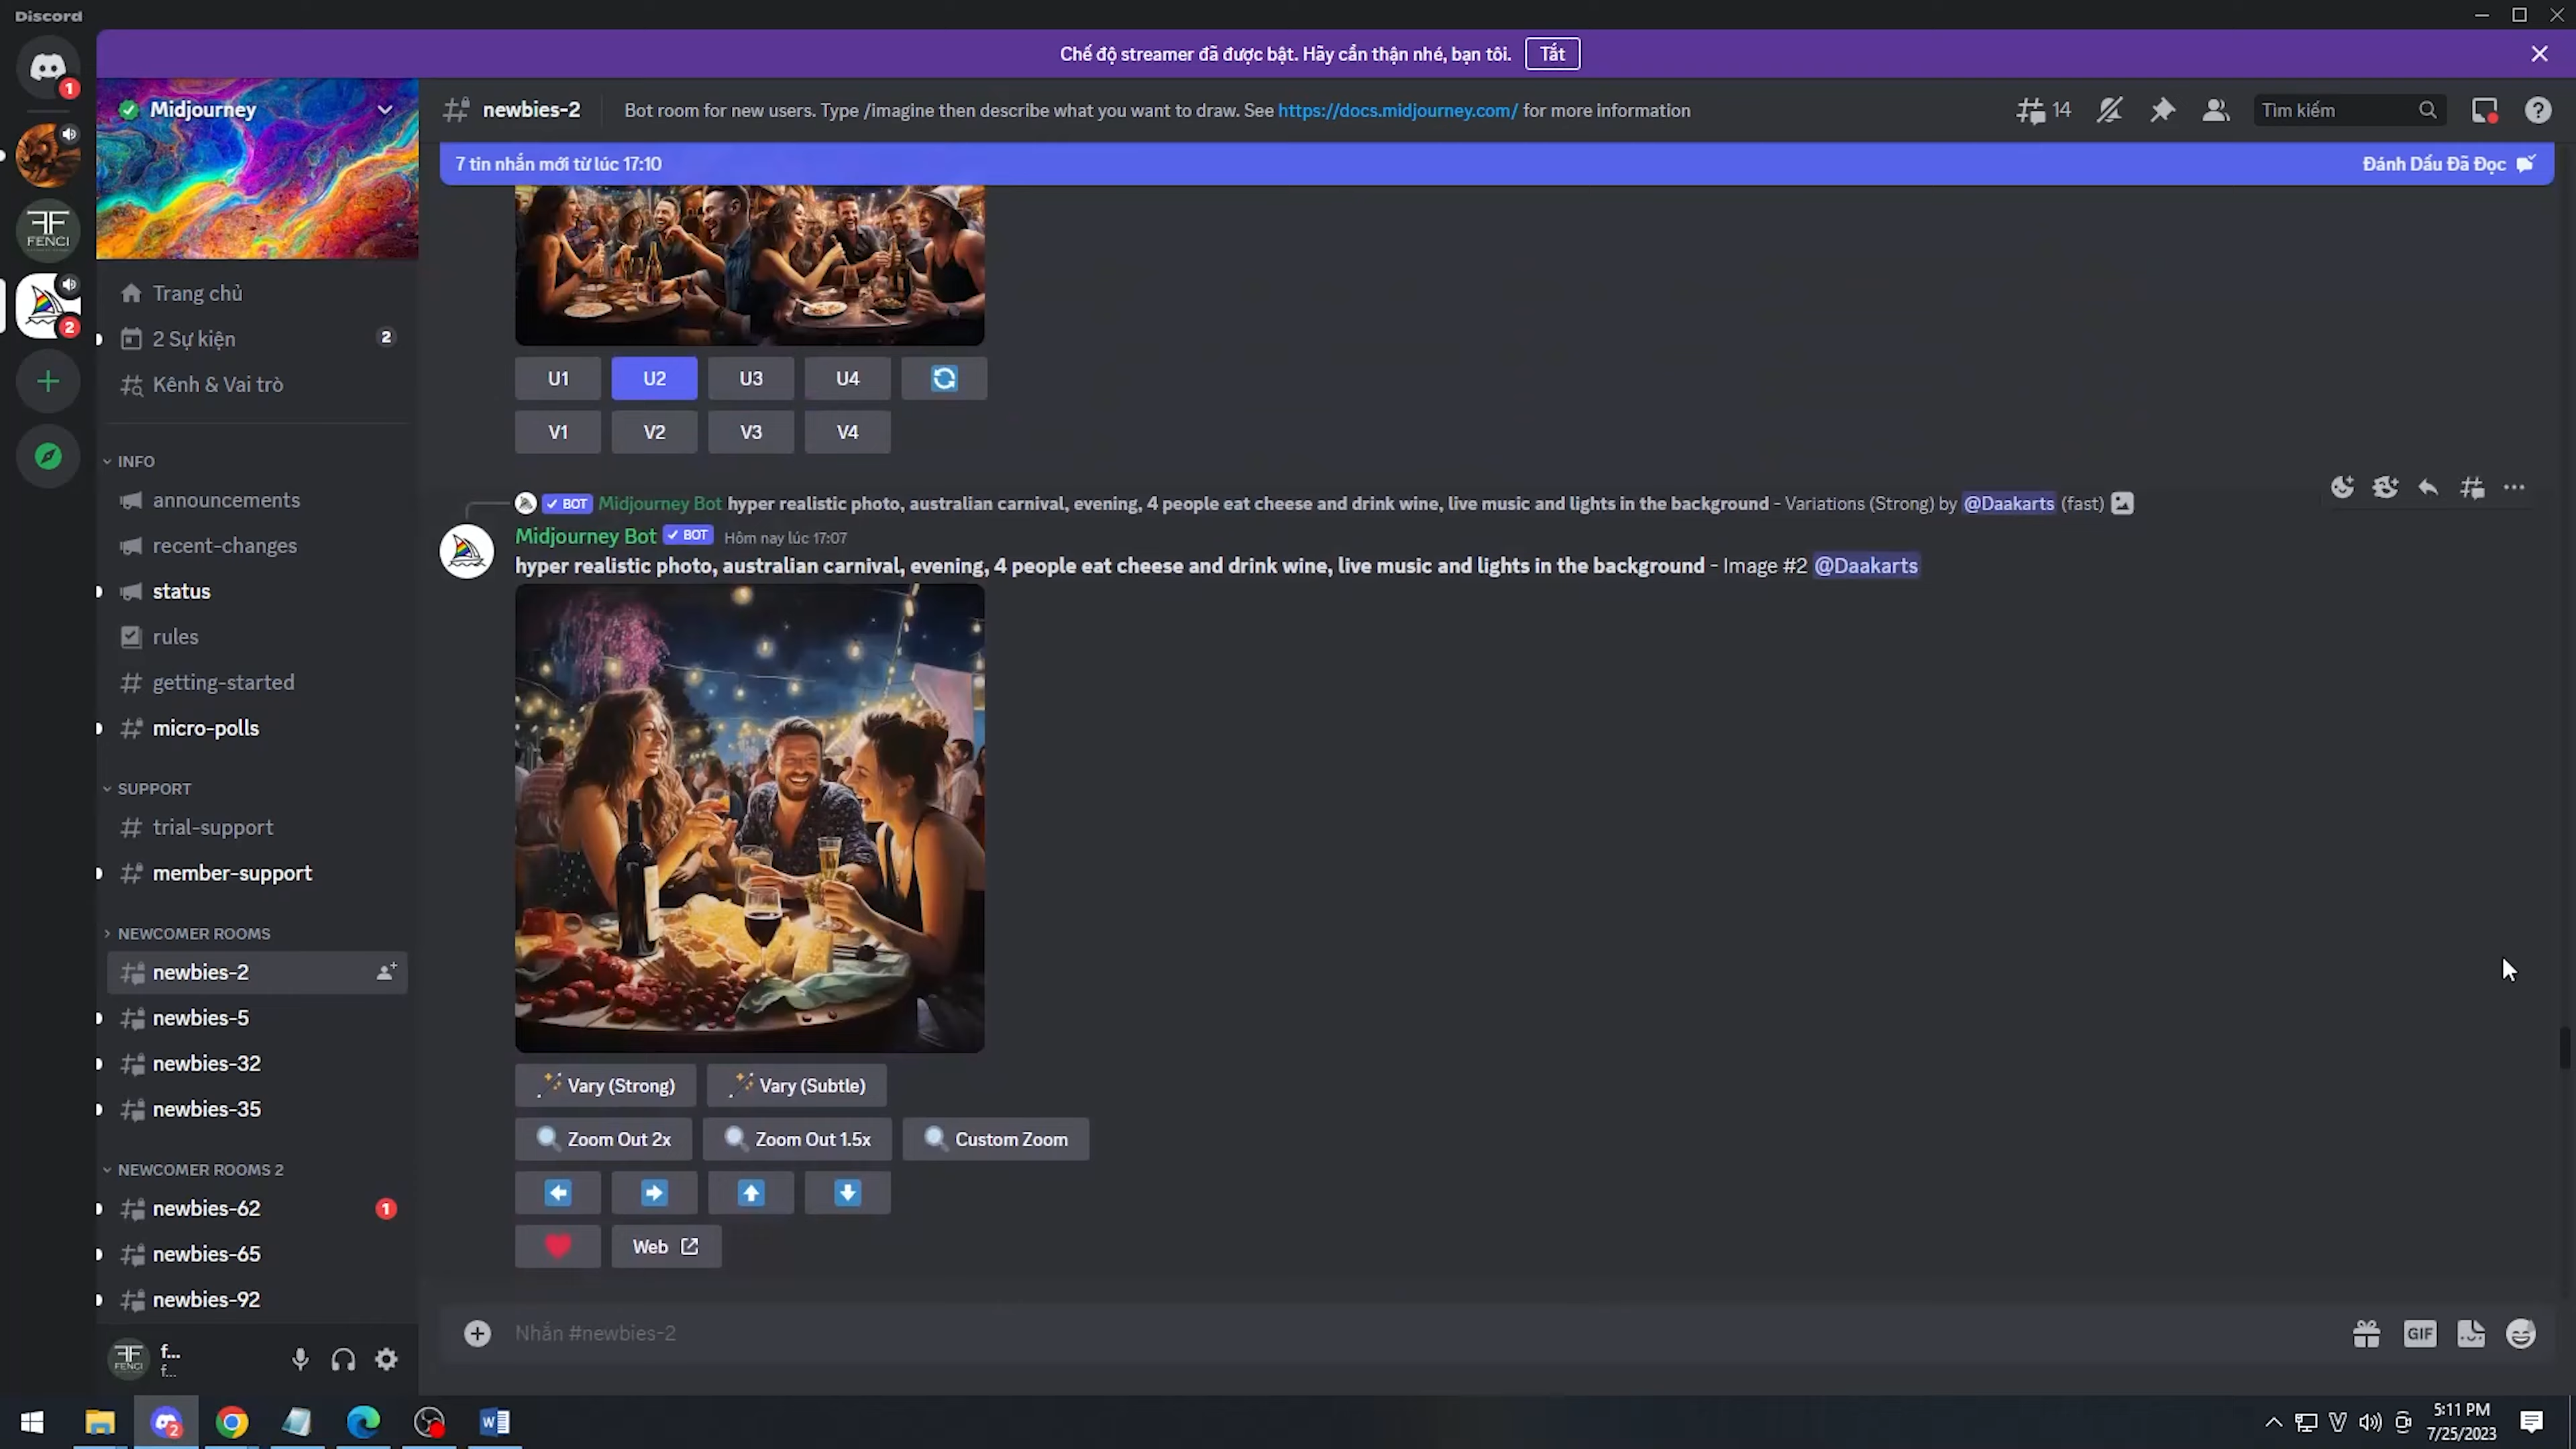 Discord
Chế độ streamer đã được bật. Hãy cẩn thận nhé, bạn tôi. Tắt
Midjourney
newbies-2 Bot room for new users. Type /imagine then describe what you want to draw. See https://docs.midjourney.com/ for more information 14 Tìm kiếm
1
7 tin nhắn mới từ lúc 17:10 Đánh Dấu Đã Đọc
FENCI
2
Trang chủ
2 Sự kiện 2
Kênh & Vai trò
INFO
announcements
recent-changes
status
rules
getting-started
micro-polls
SUPPORT
trial-support
member-support
NEWCOMER ROOMS
newbies-2
newbies-5
newbies-32
newbies-35
NEWCOMER ROOMS 2
newbies-62 1
newbies-65
newbies-92
FENCI f...
f...
U1 U2 U3 U4
V1 V2 V3 V4
BOT Midjourney Bot hyper realistic photo, australian carnival, evening, 4 people eat cheese and drink wine, live music and lights in the background - Variations (Strong) by @Daakarts (fast)
Midjourney Bot BOT Hôm nay lúc 17:07
hyper realistic photo, australian carnival, evening, 4 people eat cheese and drink wine, live music and lights in the background - Image #2 @Daakarts
Vary (Strong) Vary (Subtle)
Zoom Out 2x Zoom Out 1.5x Custom Zoom
Web
Nhắn #newbies-2 GIF
2 W V 5:11 PM
7/25/2023